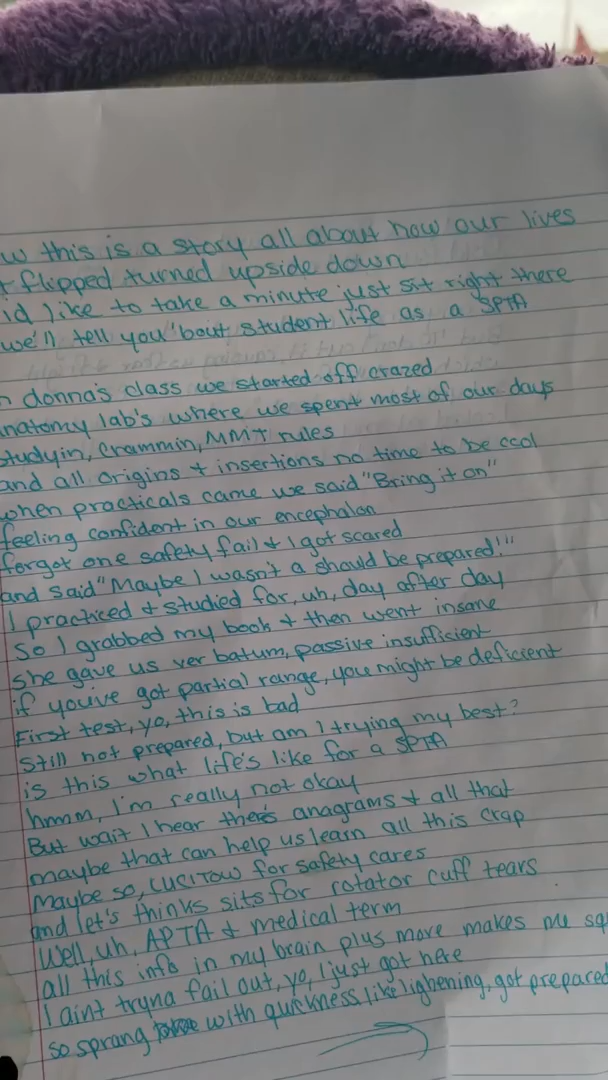 w this is a story all about how our lives
t flipped turned upside down
id like to take a minute just sit right there
we'll tell you 'bout student life as a SPTA
n donna's class we started off crazed
natomy lab's where we spent most of our days
tudyin, Crammin, MMT rules
and all origins & insertions no time to be cool
when practicals came we said "Bring it on"
feeling confident in our encephalon
forgot one safety fail & I got scared
and said "Maybe I wasn't a should be prepared!"
I practiced & studied for, uh, day after day
So I grabbed my book & then went insane
she gave us ver batum, passive insufficient
if you've got partial range, you might be deficient
First test, yo, this is bad
Still not prepared, but am I trying my best?
is this what life's like for a SPTA
hmmm, I'm really not okay
But wait I hear there's anagrams & all that
maybe that can help us learn all this crap
Maybe so, LUCITOW for safety cares
and let's thinks sits for rotator cuff tears
Well, uh, APTA & medical term
all this info in my brain plus more makes me sq
I aint tryna fail out, yo, I just got here
so sprang with quickness like lighening, got prepared